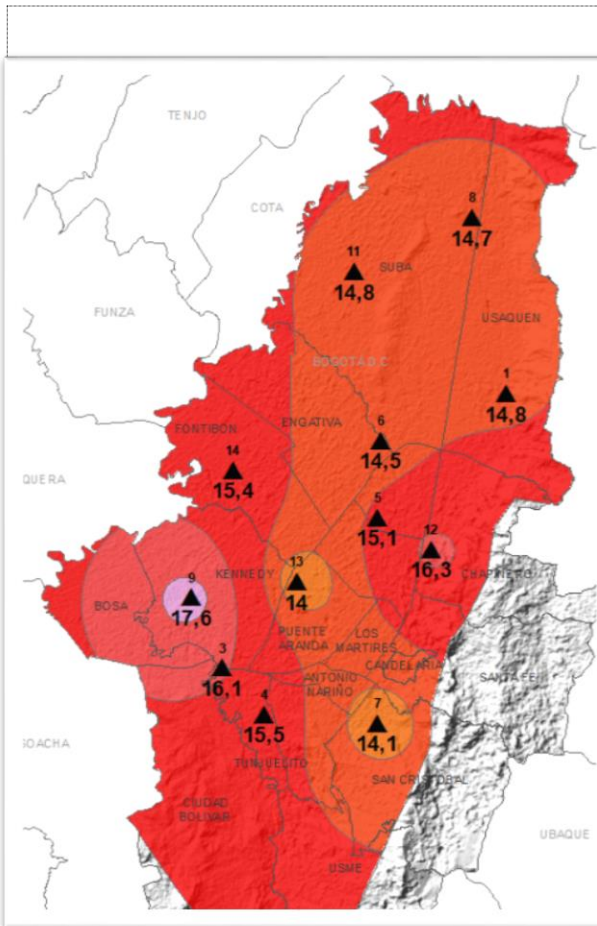 TENJO
COTA
8
14,7
11
14,8
SUBA
FUNZA
USAQUEN
BOGOTÁ D.C
1
14,8
ENGATIVA
6
14,5
FONTIBÓN
14
15,4
QUERA
5
15,1
12
16,3
CHAPINERO
13
14
KENNEDY
9
17,6
BOSA
PUENTE
ARANDA
LOS
MARTIRES
CANDELARIA
3
16,1
SANTA FE
ANTONIO
NARIÑO
4
15,5
7
14,1
SOACHA
TUNJUELITO
SAN CRISTOBAL
CIUDAD
BOLIVAR
UBAQUE
USME